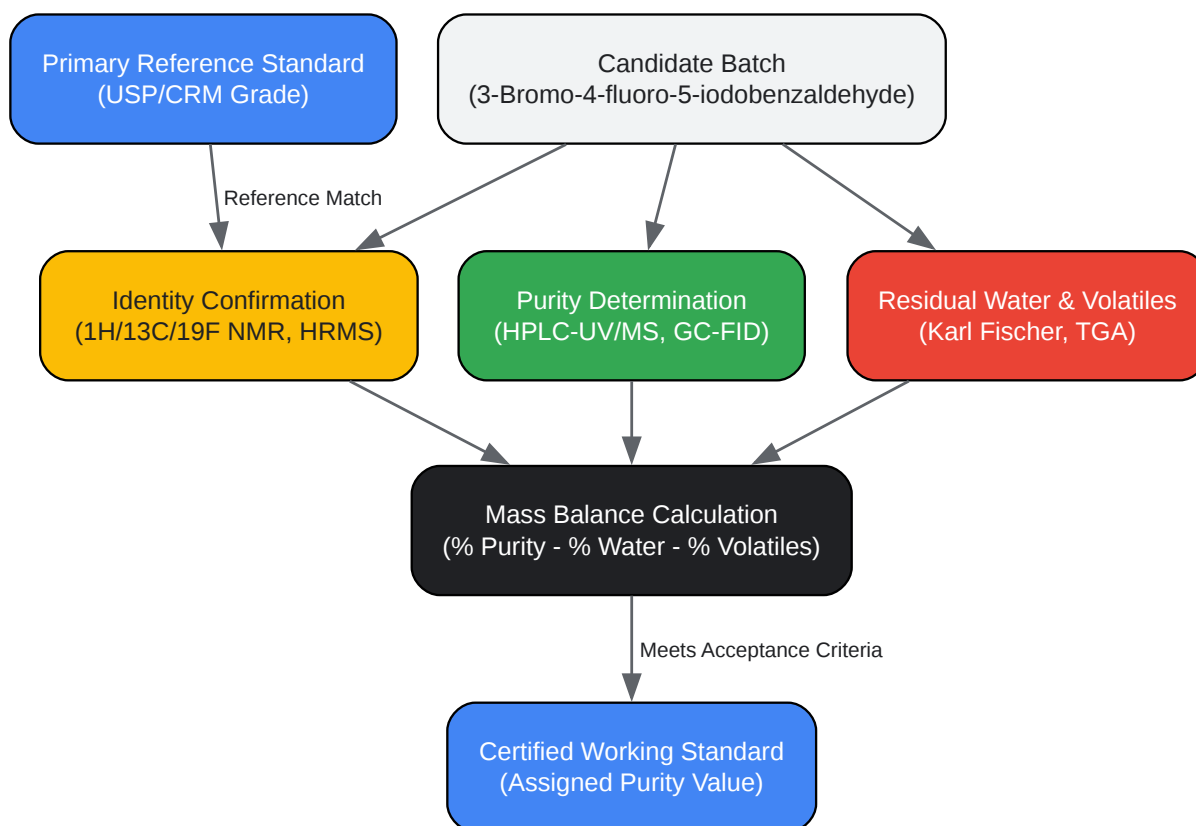 Primary Reference Standard
(USP/CRM Grade)
Candidate Batch
(3-Bromo-4-fluoro-5-iodobenzaldehyde)
Reference Match
Identity Confirmation
(1H/13C/19F NMR, HRMS)
Purity Determination
(HPLC-UV/MS, GC-FID)
Residual Water & Volatiles
(Karl Fischer, TGA)
Mass Balance Calculation
(% Purity - % Water - % Volatiles)
Meets Acceptance Criteria
Certified Working Standard
(Assigned Purity Value)